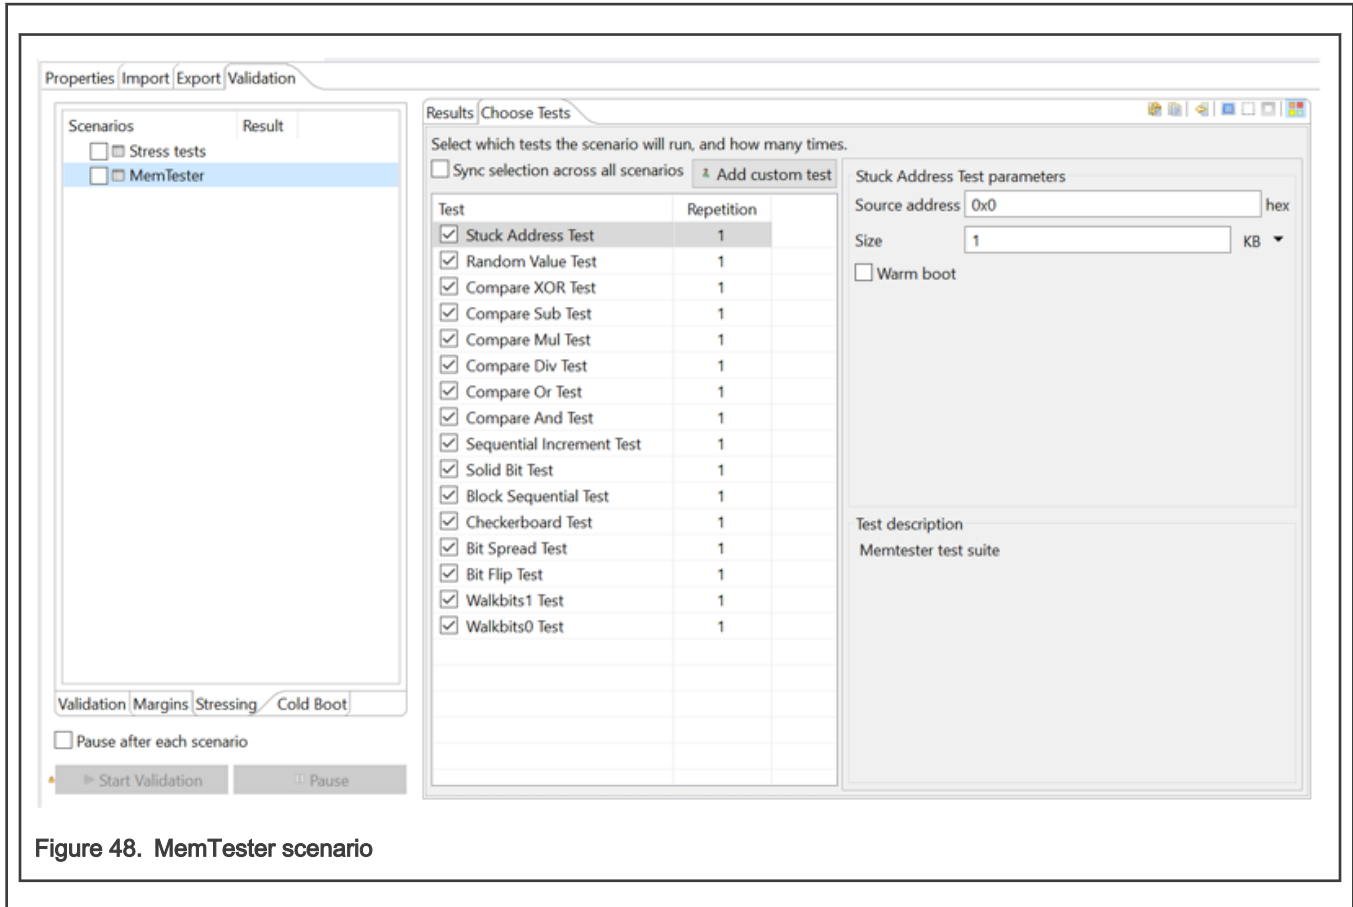 Properties Import Export Validation
Scenarios Result
Stress tests
MemTester
Validation Margins Stressing Cold Boot
Pause after each scenario
Start Validation Pause
Results Choose Tests
Select which tests the scenario will run, and how many times.
Sync selection across all scenarios Add custom test
Test Repetition
Stuck Address Test 1
Random Value Test 1
Compare XOR Test 1
Compare Sub Test 1
Compare Mul Test 1
Compare Div Test 1
Compare Or Test 1
Compare And Test 1
Sequential Increment Test 1
Solid Bit Test 1
Block Sequential Test 1
Checkerboard Test 1
Bit Spread Test 1
Bit Flip Test 1
Walkbits1 Test 1
Walkbits0 Test 1
Stuck Address Test parameters
Source address 0x0 hex
Size 1 KB
Warm boot
Test description
Memtester test suite
Figure 48. MemTester scenario